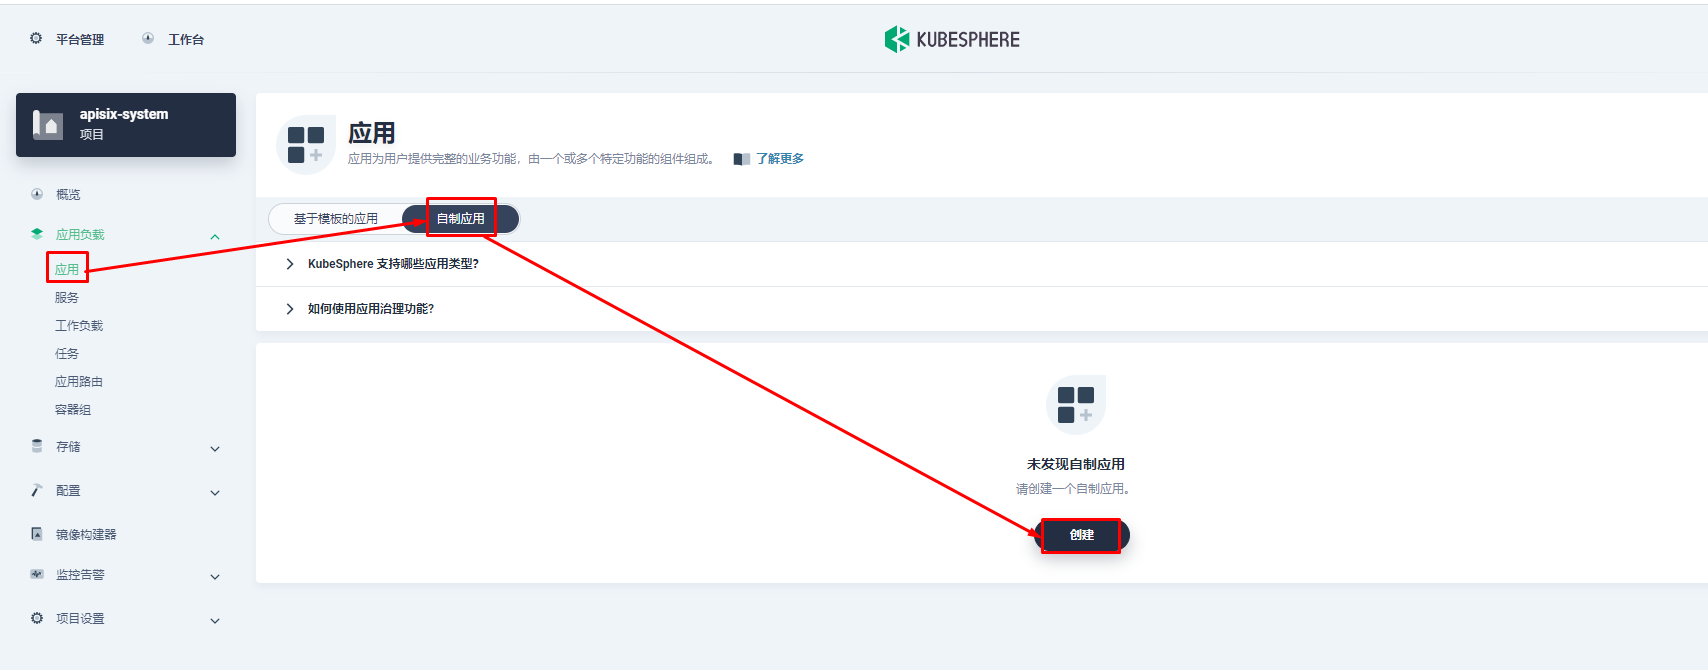 平台管理
工作台
KUBESPHERE
apisix-system
项目
概览
应用负载
应用
服务
工作负载
任务
应用路由
容器组
存储
配置
镜像构建器
监控告警
项目设置
应用
应用为用户提供完整的业务功能，由一个或多个特定功能的组件组成。 了解更多
基于模板的应用 自制应用
KubeSphere 支持哪些应用类型?
如何使用应用治理功能?
未发现自制应用
请创建一个自制应用。
创建